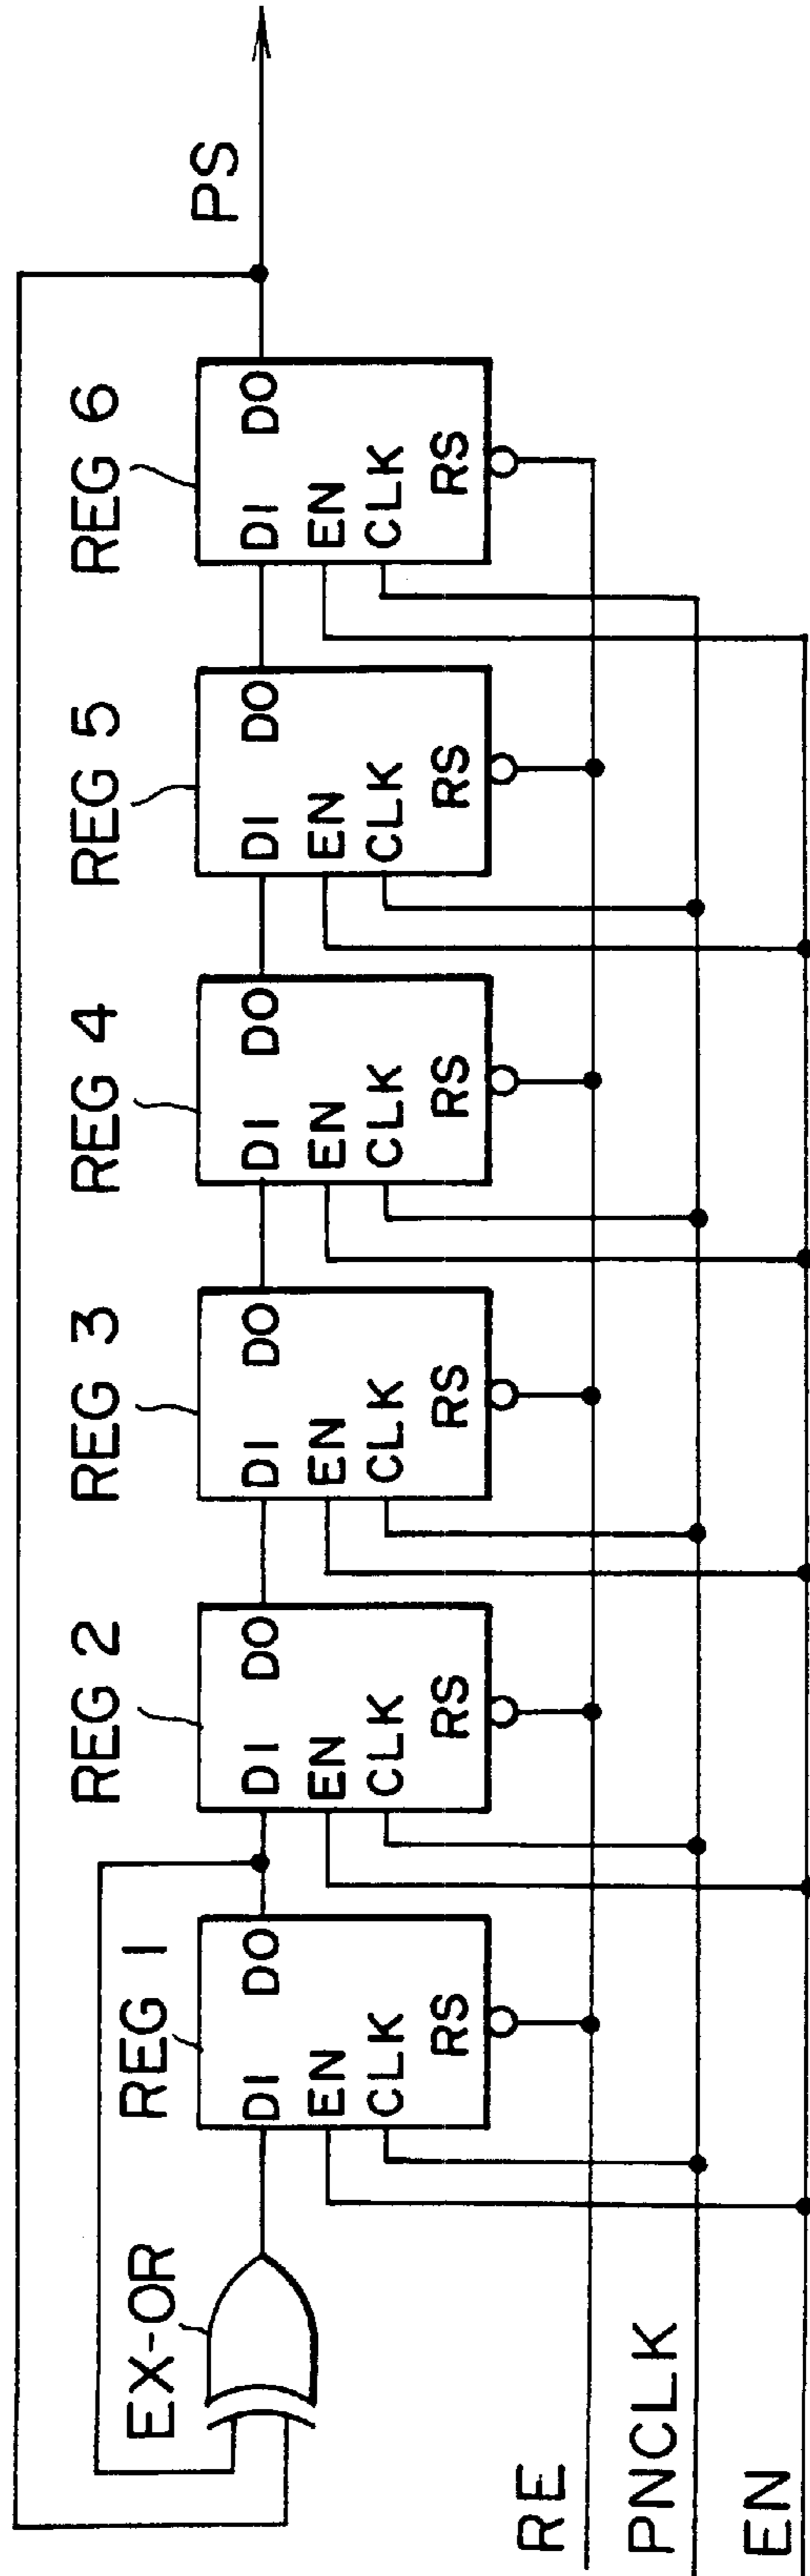 PS
REG 1
REG 2
REG 3
REG 4
REG 5
REG 6
EX-OR
DI DO
EN
CLK
RS
DI DO
EN
CLK
RS
DI DO
EN
CLK
RS
DI DO
EN
CLK
RS
DI DO
EN
CLK
RS
DI DO
EN
CLK
RS
RE
PNCLK
EN